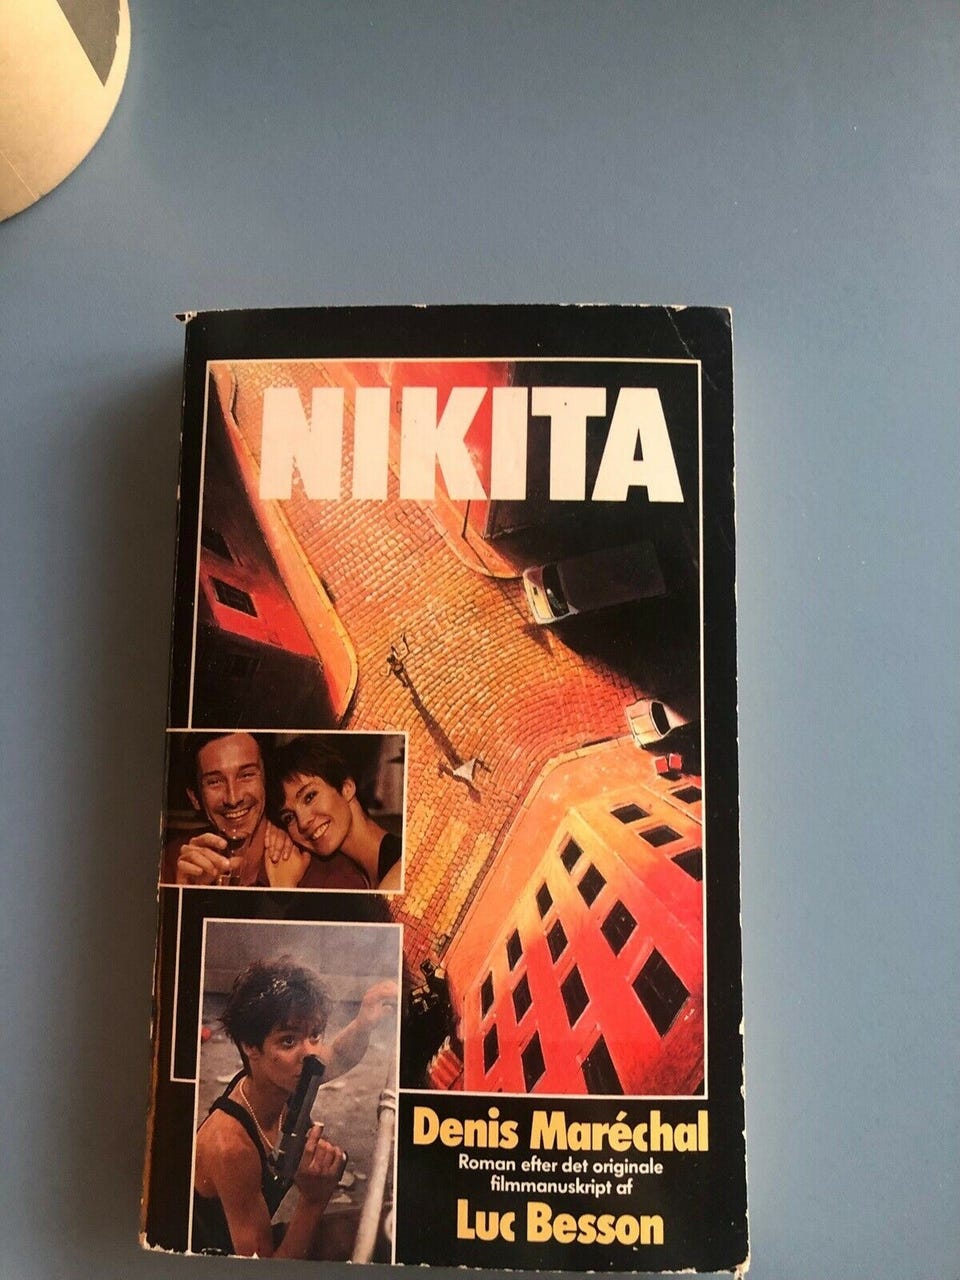 NIKITA
Denis Maréchal
Roman efter det originale
filmmanuskript af
Luc Besson